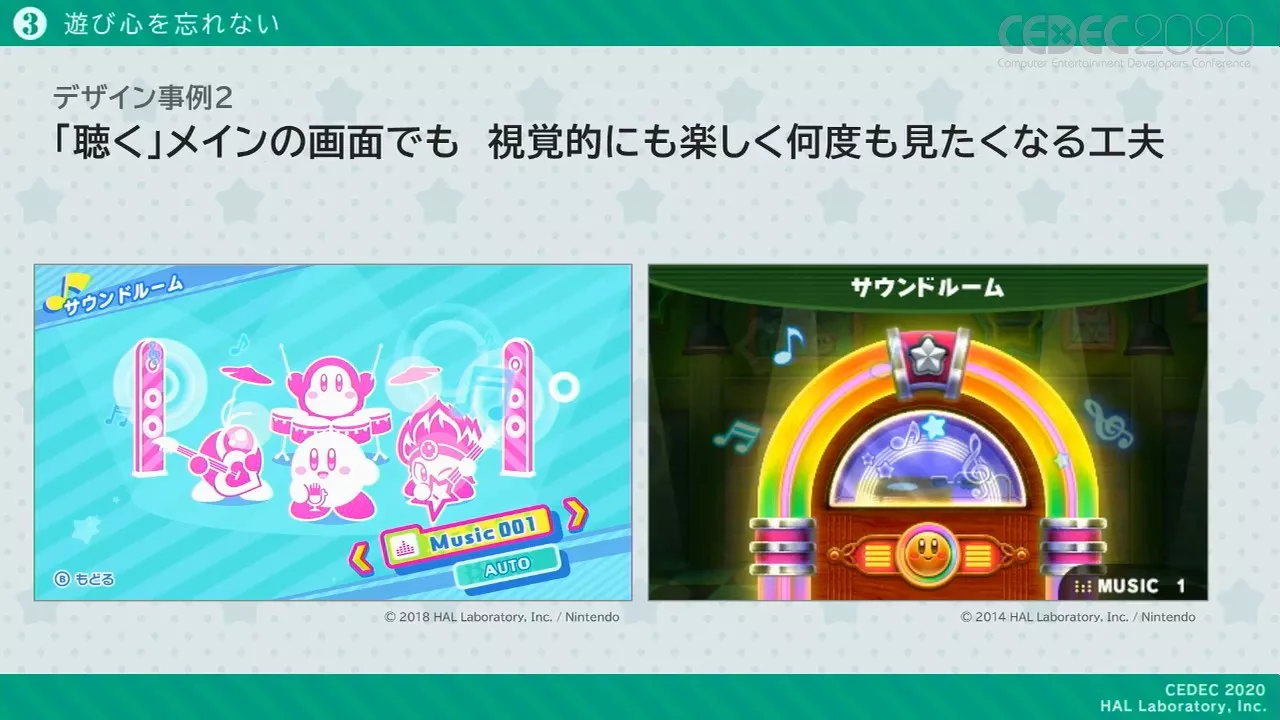 3 遊び心を忘れない
CEDEC2020
Computer Entertainment Developers Conference
デザイン事例2
「聴く」メインの画面でも 視覚的にも楽しく何度も見たくなる工夫
サウンドルーム
Music 001
AUTO
B もどる
© 2018 HAL Laboratory, Inc. / Nintendo
サウンドルーム
MUSIC 1
© 2014 HAL Laboratory, Inc. / Nintendo
CEDEC 2020
HAL Laboratory, Inc.